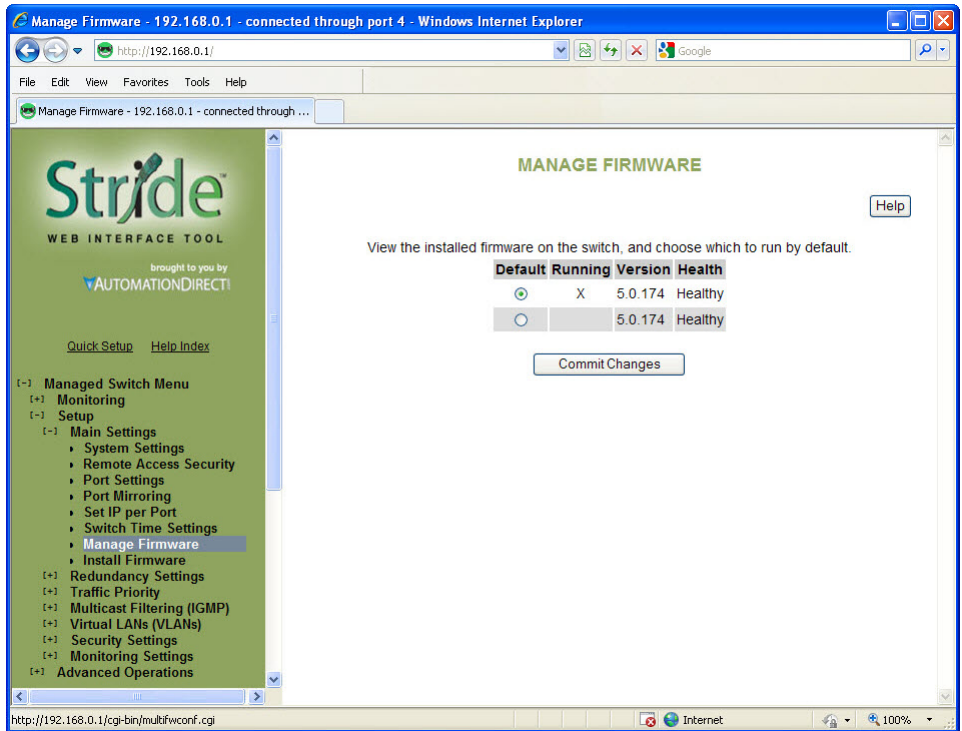 Manage Firmware - 192.168.0.1 - connected through port 4 - Windows Internet Explorer
http://192.168.0.1/
Google
File Edit View Favorites Tools Help
Manage Firmware - 192.168.0.1 - connected through ...
Stride™
WEB INTERFACE TOOL
brought to you by
AUTOMATIONDIRECT
Quick Setup Help Index
[-] Managed Switch Menu
[+] Monitoring
[-] Setup
[-] Main Settings
System Settings
Remote Access Security
Port Settings
Port Mirroring
Set IP per Port
Switch Time Settings
Manage Firmware
Install Firmware
[+] Redundancy Settings
[+] Traffic Priority
[+] Multicast Filtering (IGMP)
[+] Virtual LANs (VLANs)
[+] Security Settings
[+] Monitoring Settings
[+] Advanced Operations
MANAGE FIRMWARE
Help
View the installed firmware on the switch, and choose which to run by default.
Default Running Version Health
X 5.0.174 Healthy
5.0.174 Healthy
Commit Changes
http://192.168.0.1/cgi-bin/multifwconf.cgi
Internet
100%